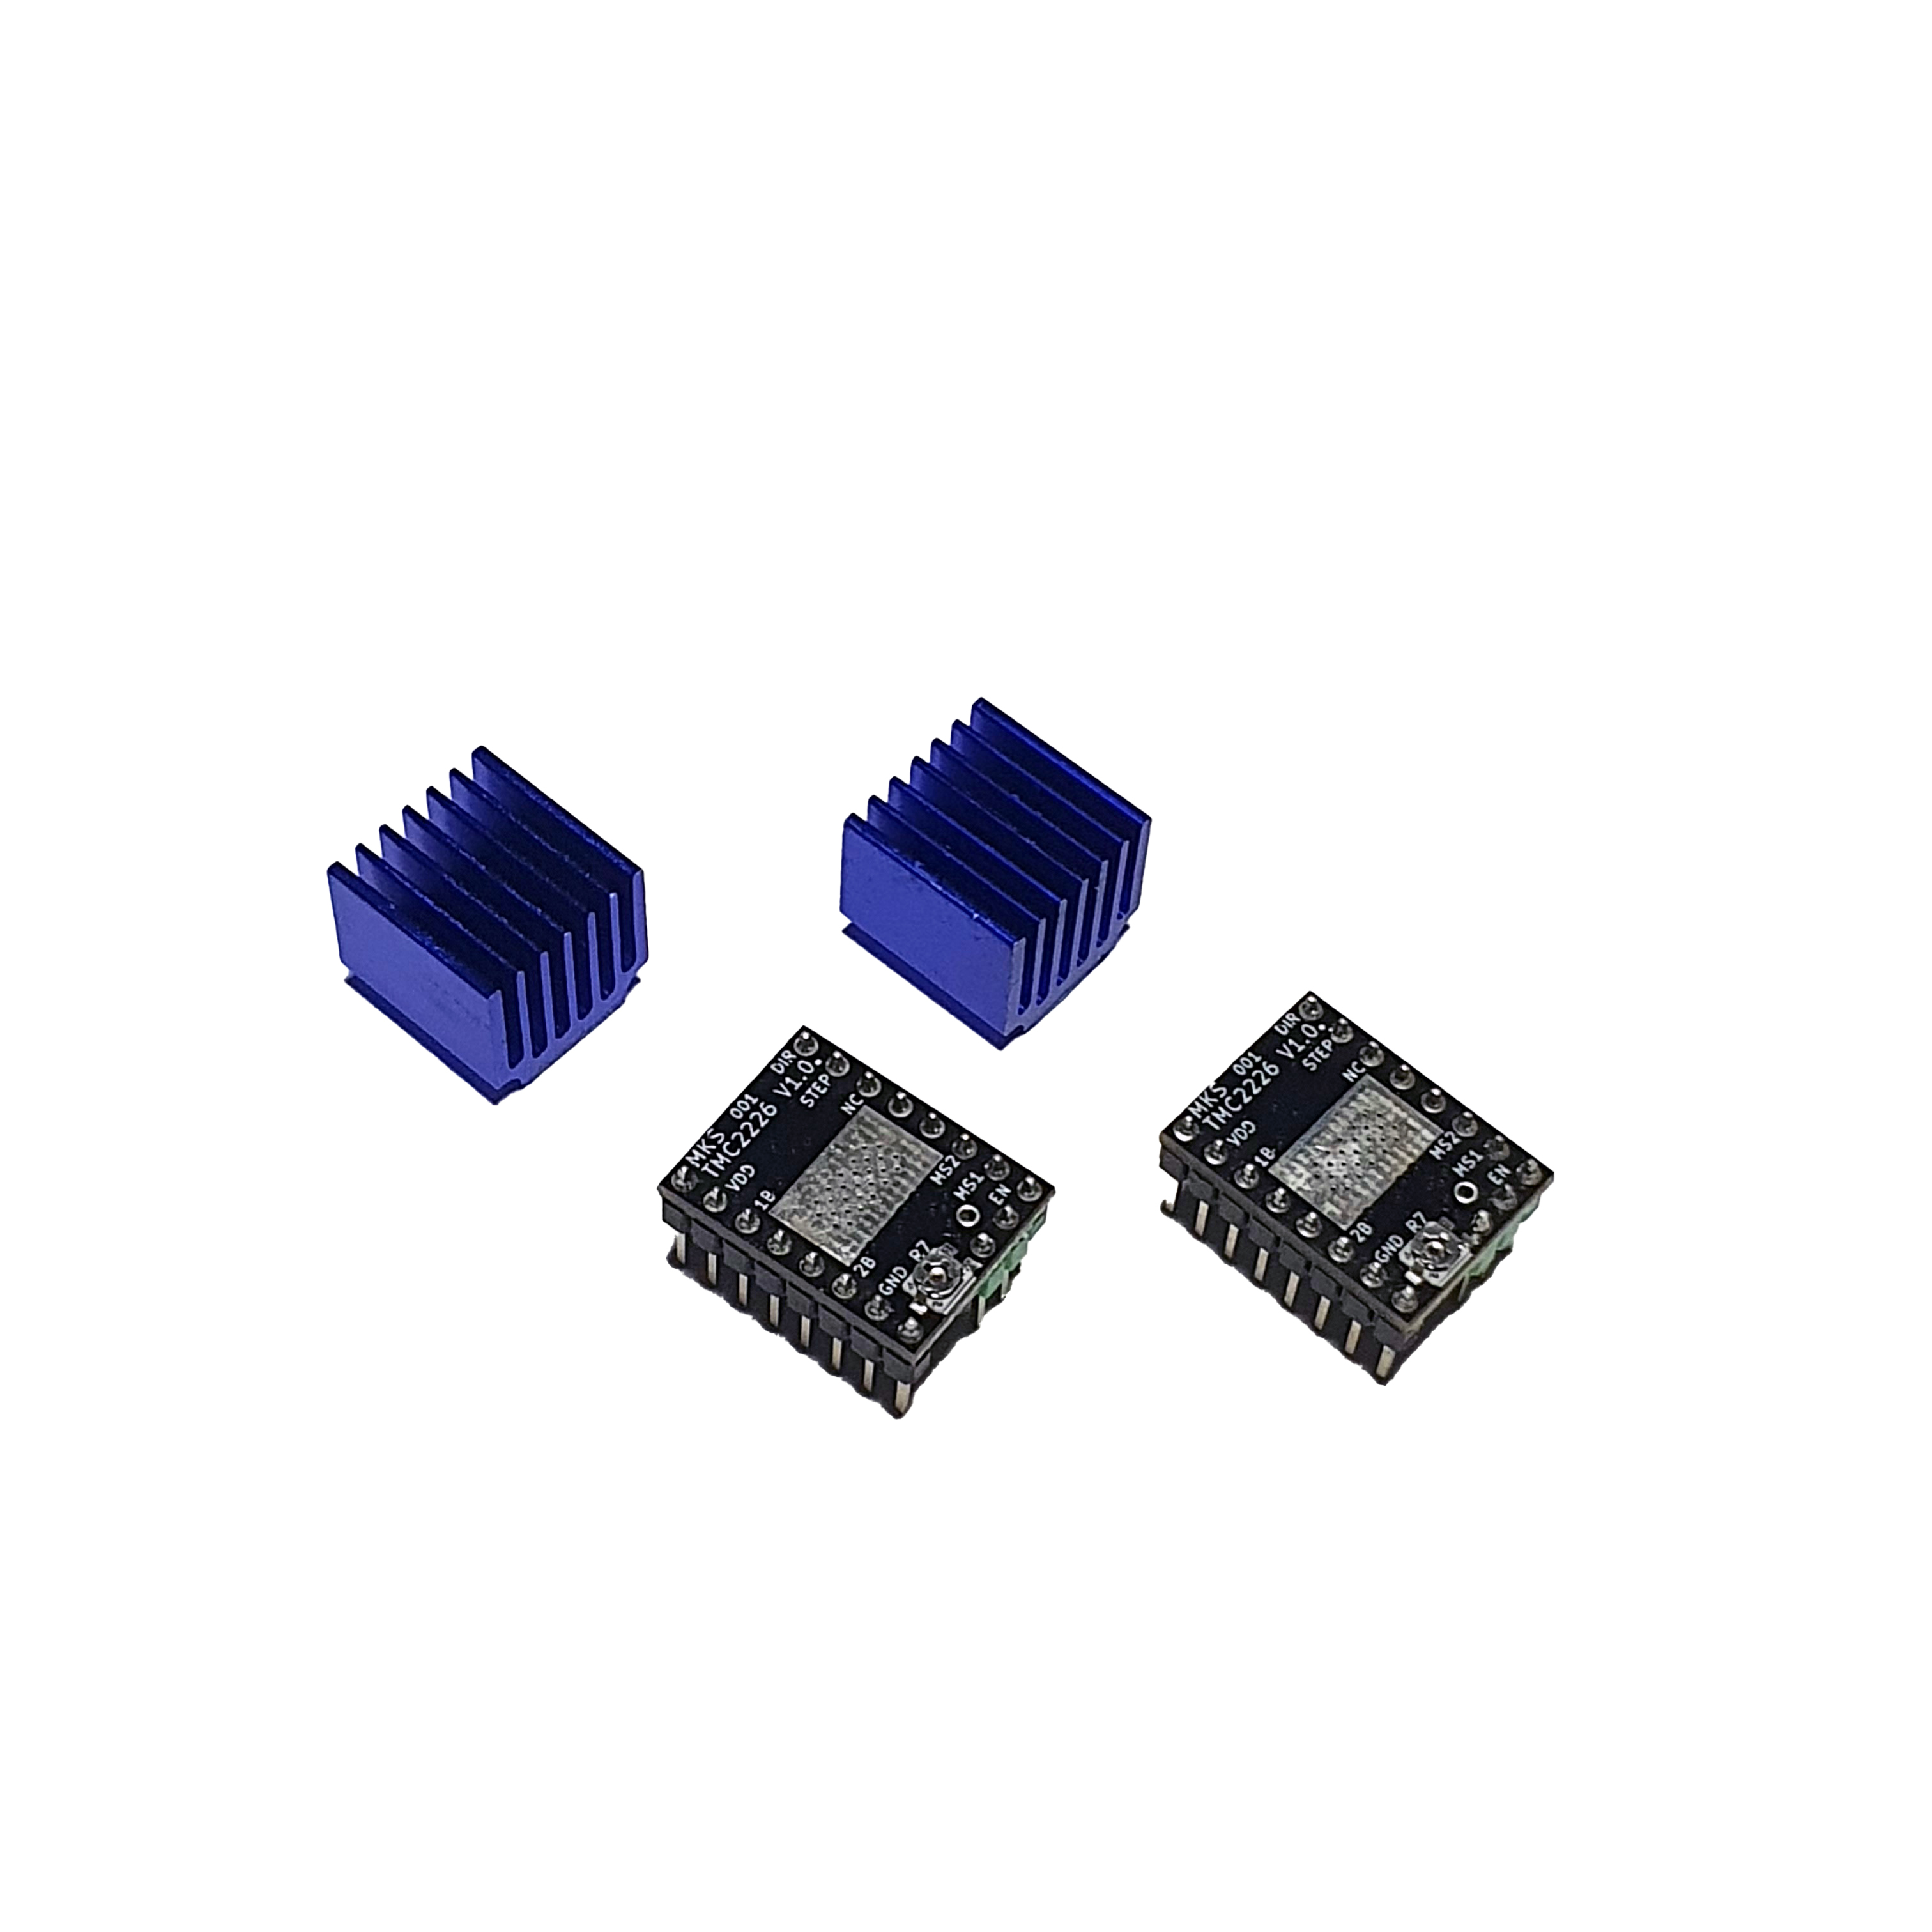 MKS 001
TMC2226 V1.0
DIR
STEP
NC
VDD
1B
MS2
MS1
EN
2B
GND
R7
MKS 001
TMC2226 V1.0
DIR
STEP
NC
VDD
1B
MS2
MS1
EN
2B
GND
R7